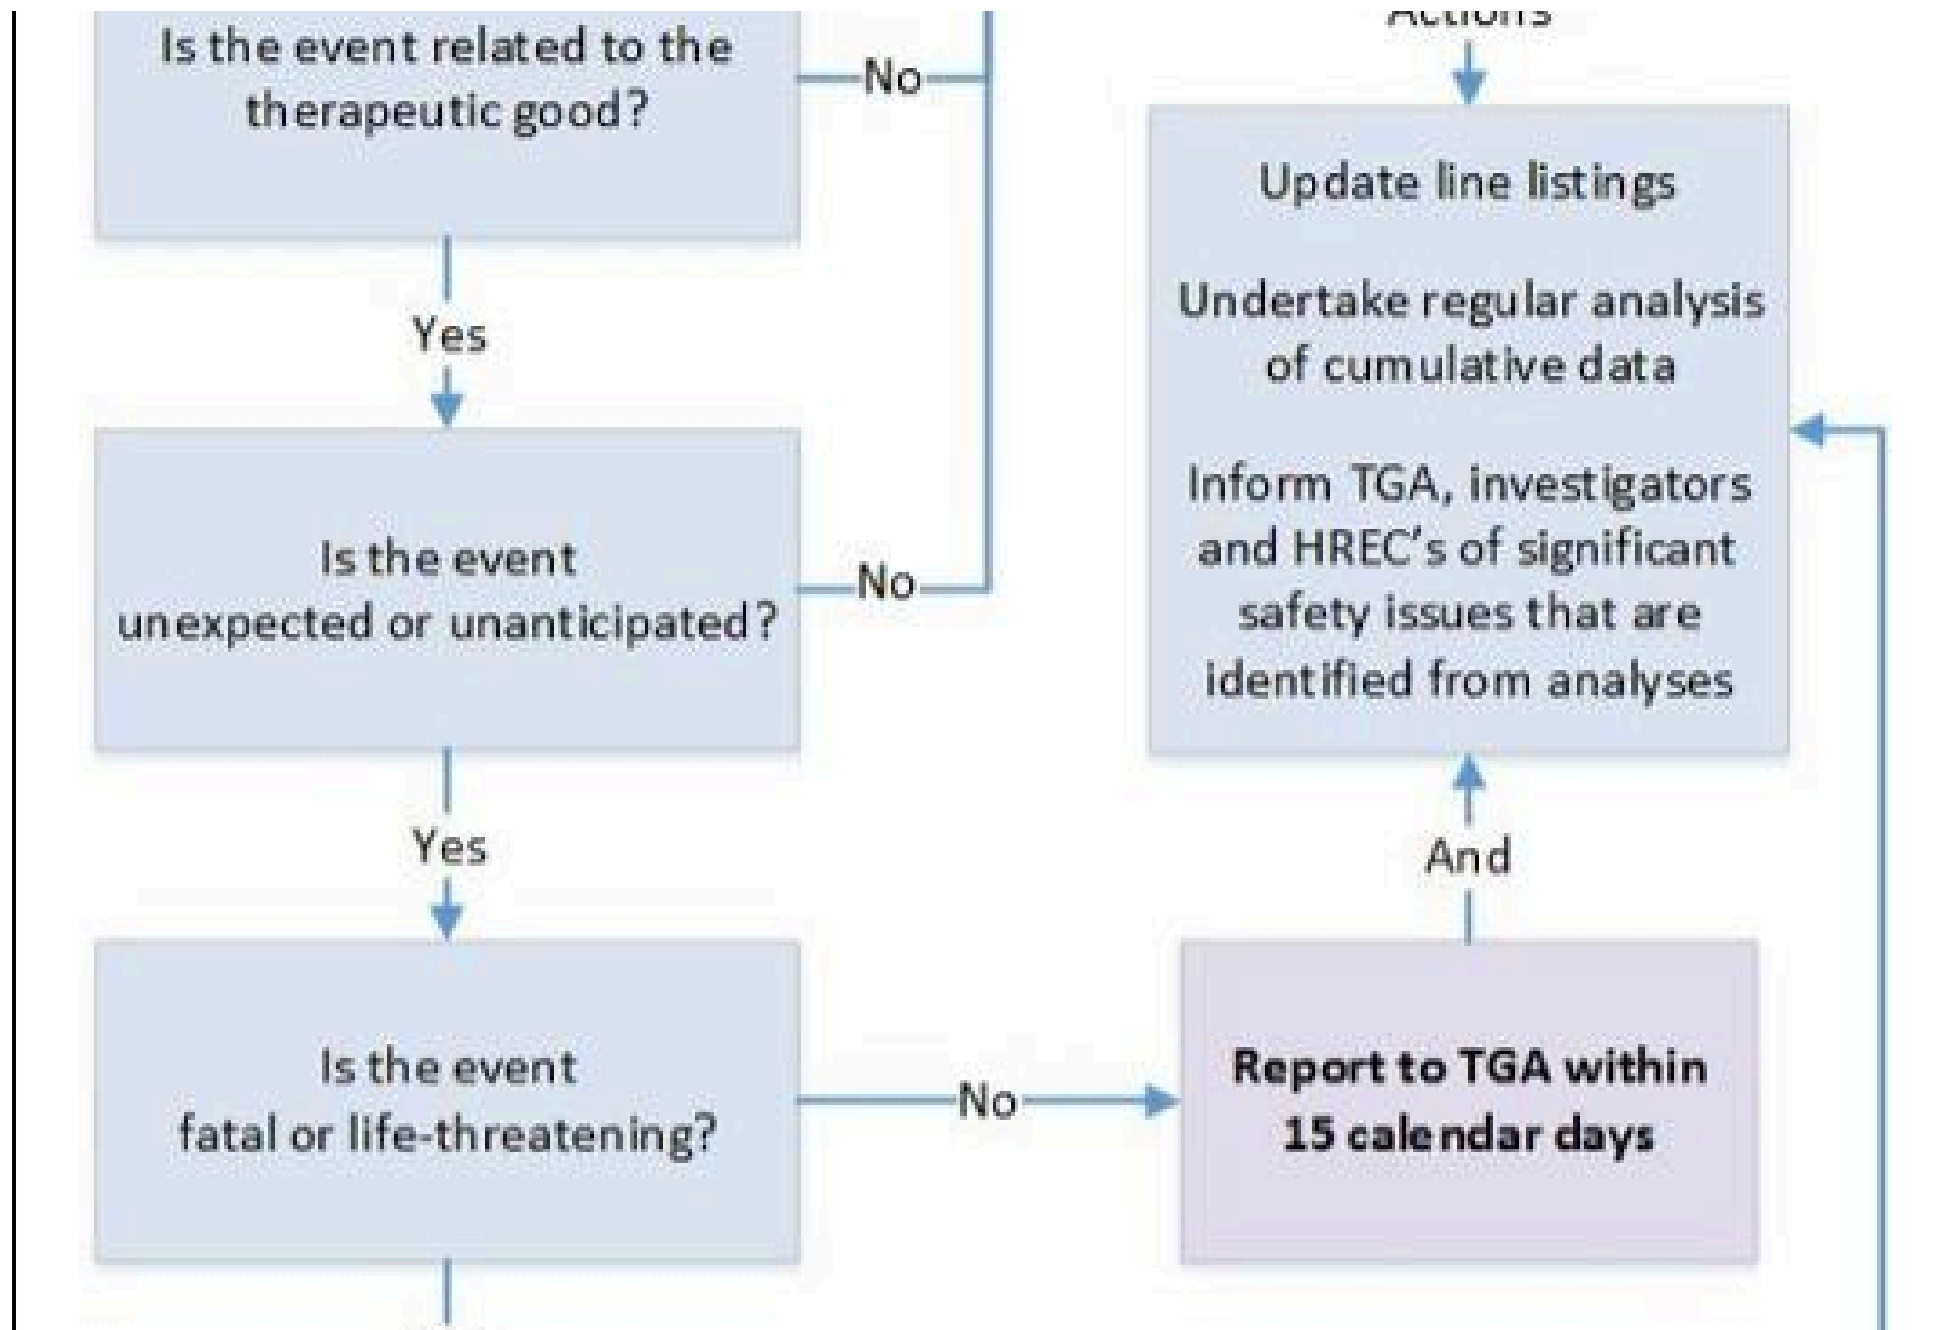 Is the event related to the
therapeutic good?
No
Yes
Is the event
unexpected or unanticipated?
No
Yes
Is the event
fatal or life-threatening?
No
Actions
Update line listings
Undertake regular analysis
of cumulative data
Inform TGA, investigators
and HREC's of significant
safety issues that are
identified from analyses
And
Report to TGA within
15 calendar days